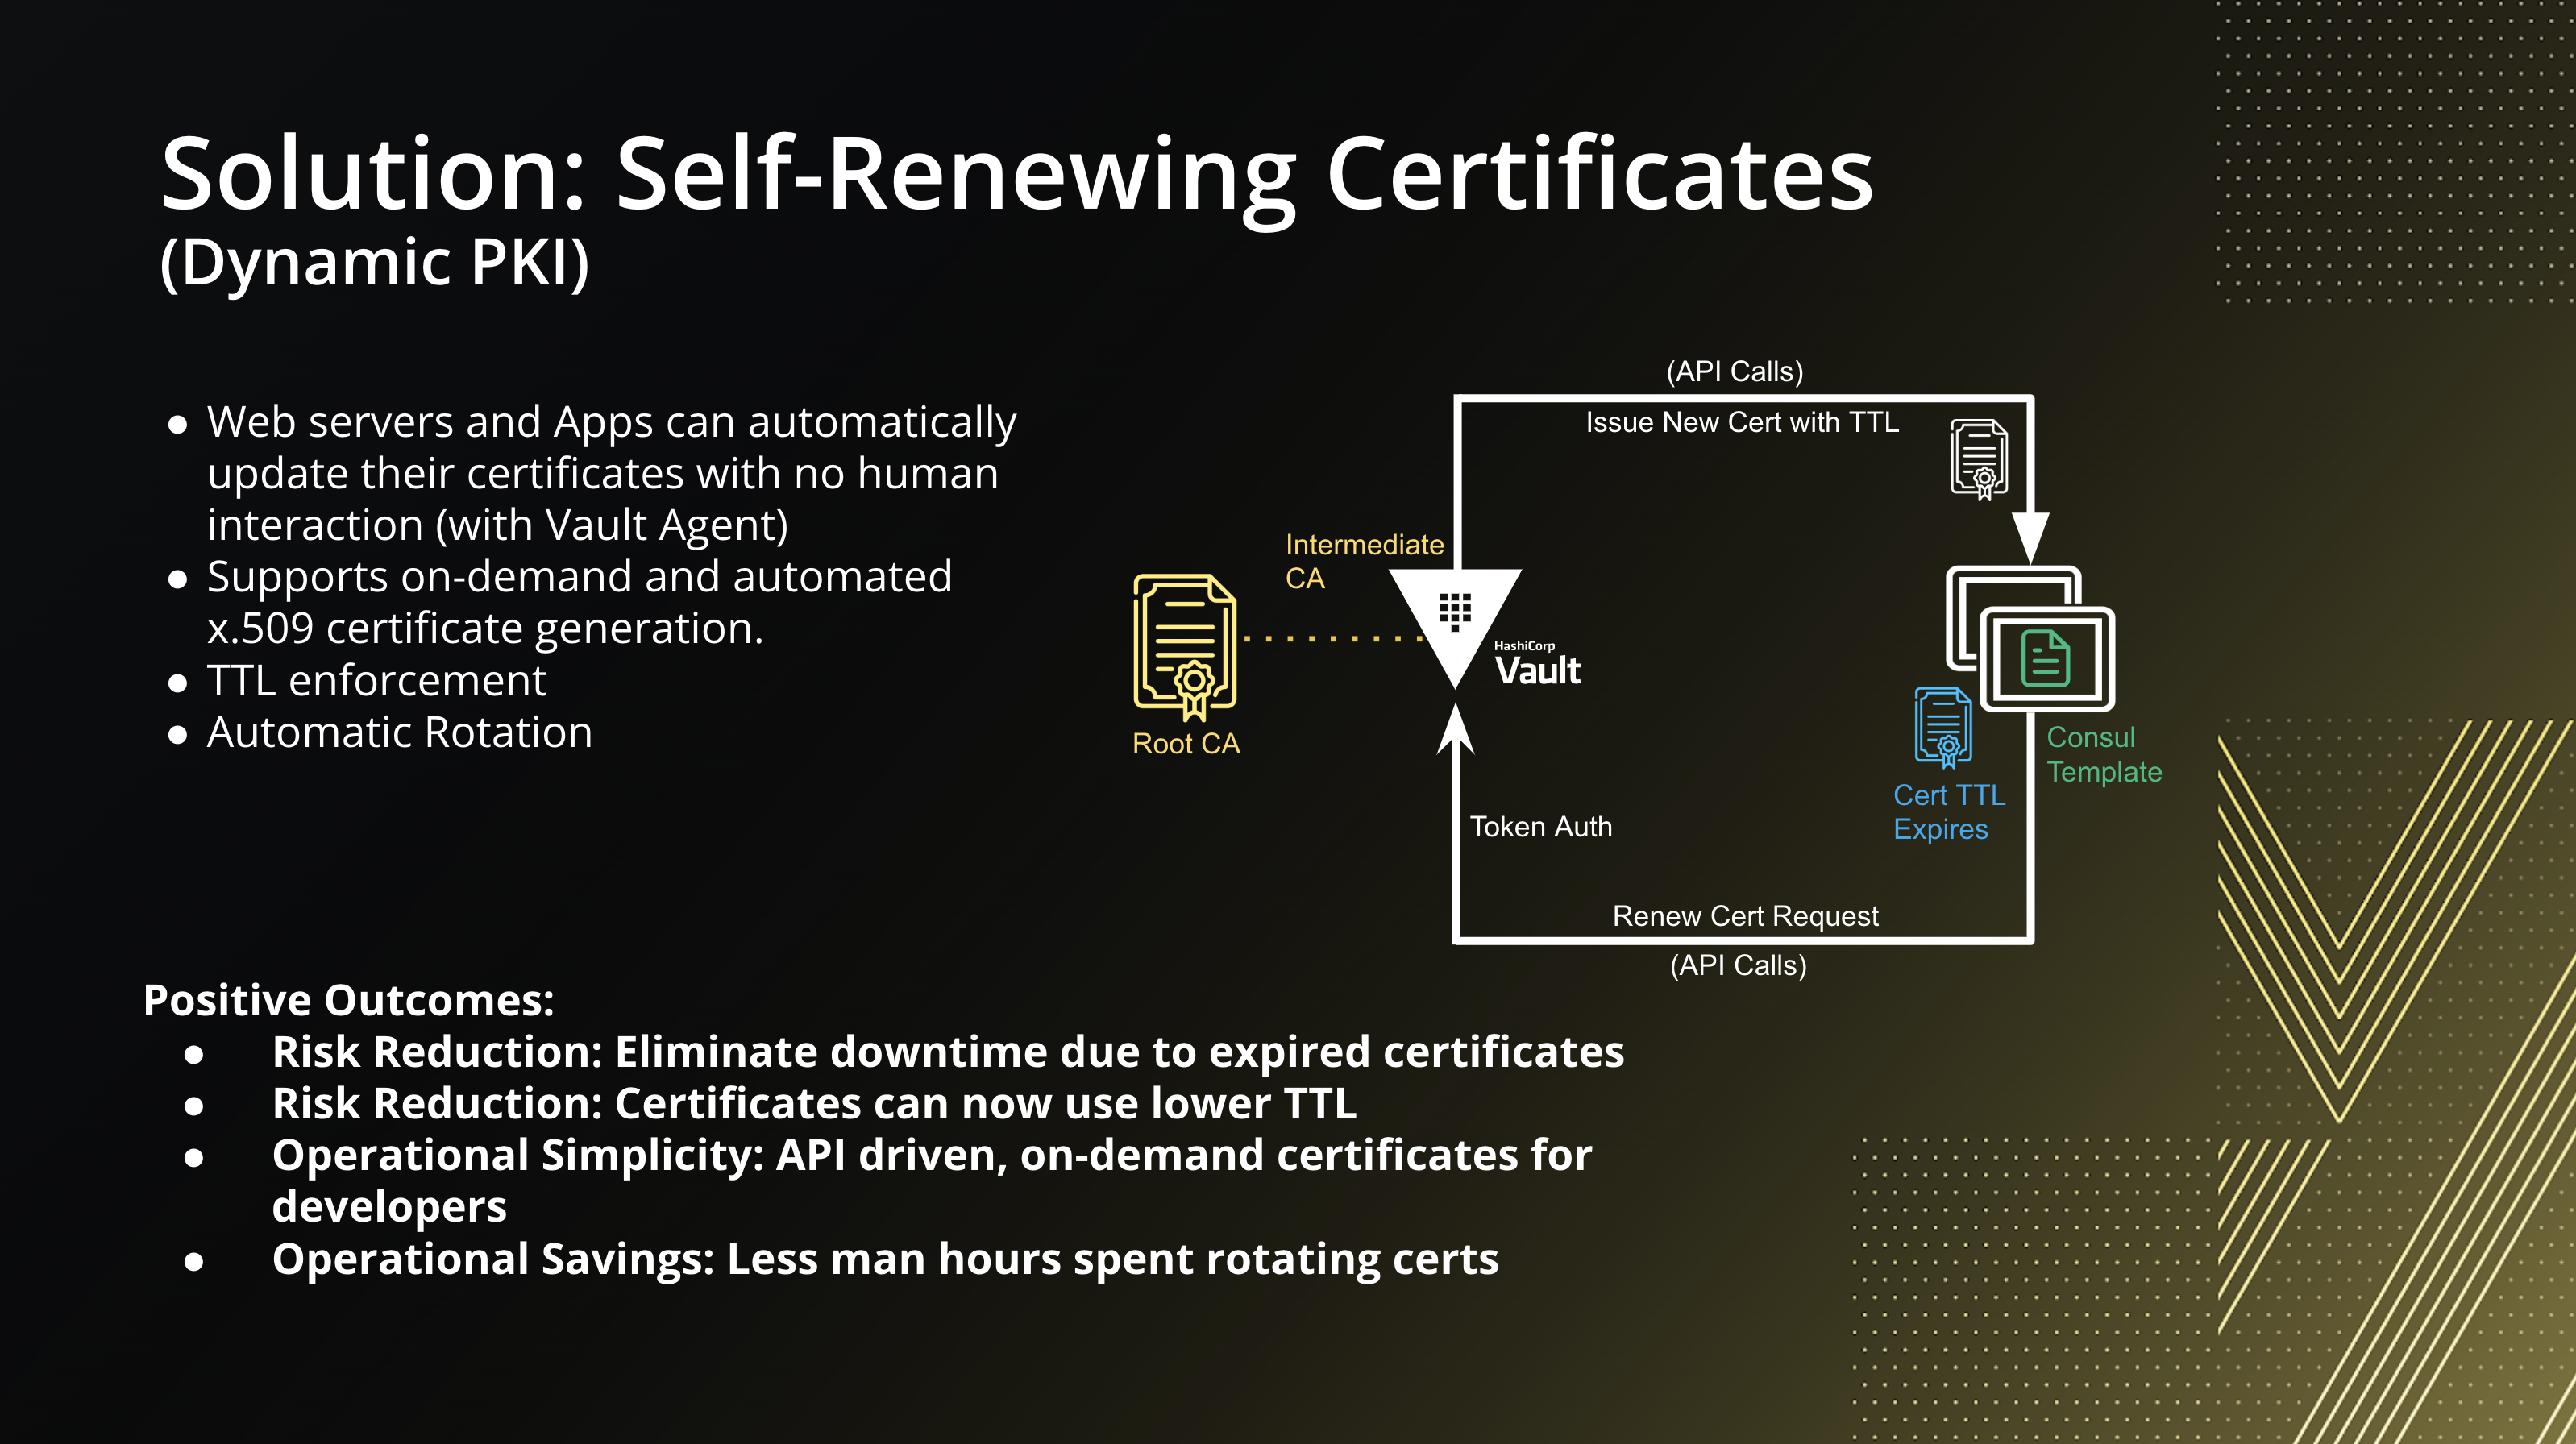 Solution: Self-Renewing Certificates
(Dynamic PKI)
● Web servers and Apps can automatically
update their certificates with no human
interaction (with Vault Agent)
● Supports on-demand and automated
x.509 certificate generation.
● TTL enforcement
● Automatic Rotation
(API Calls)
Issue New Cert with TTL
Intermediate
CA
HashiCorp
Vault
Root CA
Consul
Template
Cert TTL
Expires
Token Auth
Renew Cert Request
(API Calls)
Positive Outcomes:
● Risk Reduction: Eliminate downtime due to expired certificates
● Risk Reduction: Certificates can now use lower TTL
● Operational Simplicity: API driven, on-demand certificates for
developers
● Operational Savings: Less man hours spent rotating certs